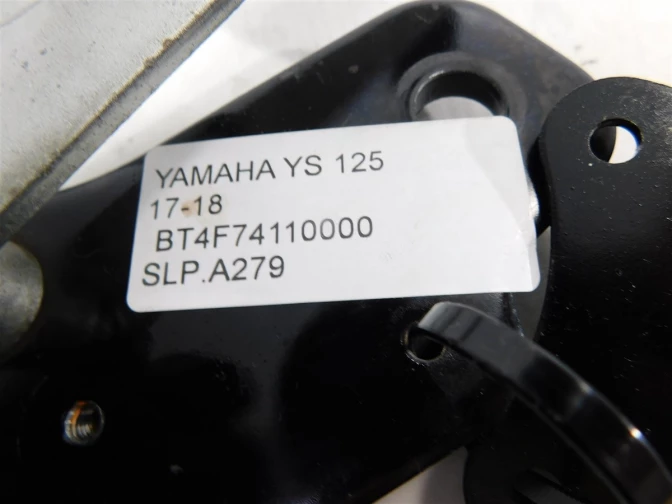 YAMAHA YS 125
17-18
BT4F74110000
SLP.A279